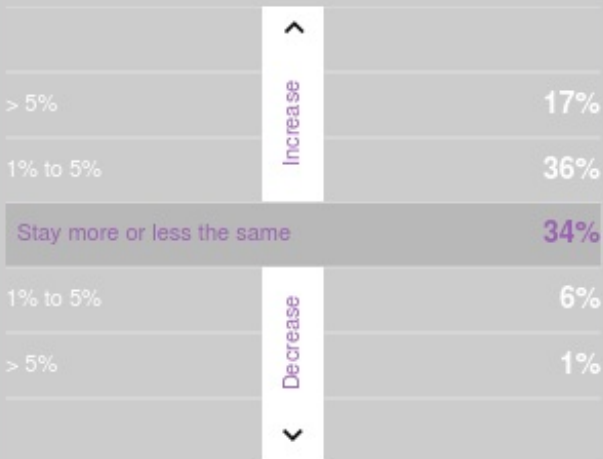 > 5%
17%
Increase
1% to 5%
36%
Stay more or less the same
34%
1% to 5%
6%
Decrease
> 5%
1%